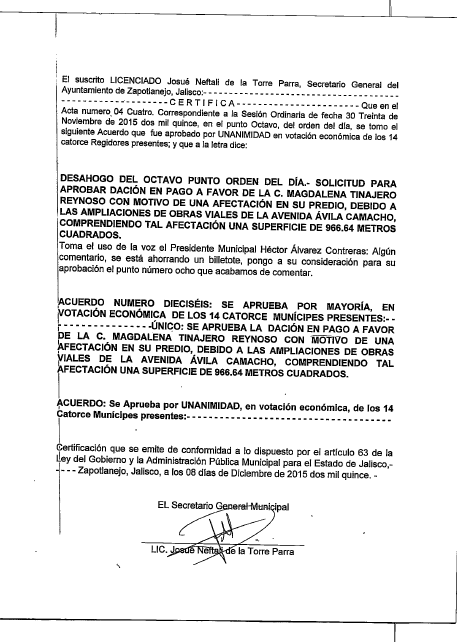 El suscrito LICENCIADO Josué Neftali de la Torre Parra, Secretario General del
Ayuntamiento de Zapotlanejo, Jalisco:- - - - - - - - - - - - - - - - - - - - - - - - - - - - -
- - - - - - - - - - - - - - - - - - - C E R T I F I C A - - - - - - - - - - - - - - - - - - - - - Que en el
Acta numero 04 Cuatro. Correspondiente a la Sesión Ordinaria de fecha 30 Treinta de
Noviembre de 2015 dos mil quince, en el punto Octavo, del orden del día, se tomo el
siguiente Acuerdo que fue aprobado por UNANIMIDAD en votación económica de los 14
catorce Regidores presentes; y que a la letra dice:
DESAHOGO DEL OCTAVO PUNTO ORDEN DEL DÍA.- SOLICITUD PARA
APROBAR DACIÓN EN PAGO A FAVOR DE LA C. MAGDALENA TINAJERO
REYNOSO CON MOTIVO DE UNA AFECTACIÓN EN SU PREDIO, DEBIDO A
LAS AMPLIACIONES DE OBRAS VIALES DE LA AVENIDA ÁVILA CAMACHO,
COMPRENDIENDO TAL AFECTACIÓN UNA SUPERFICIE DE 966.64 METROS
CUADRADOS.
Toma el uso de la voz el Presidente Municipal Héctor Álvarez Contreras: Algún
comentario, se está ahorrando un billetote, pongo a su consideración para su
aprobación el punto número ocho que acabamos de comentar.
ACUERDO NUMERO DIECISÉIS: SE APRUEBA POR MAYORÍA, EN
VOTACIÓN ECONÓMICA DE LOS 14 CATORCE MUNÍCIPES PRESENTES:- -
- - - - - - - - - - - - - - - -ÚNICO: SE APRUEBA LA DACIÓN EN PAGO A FAVOR
DE LA C. MAGDALENA TINAJERO REYNOSO CON MOTIVO DE UNA
AFECTACIÓN EN SU PREDIO, DEBIDO A LAS AMPLIACIONES DE OBRAS
VIALES DE LA AVENIDA ÁVILA CAMACHO, COMPRENDIENDO TAL
AFECTACIÓN UNA SUPERFICIE DE 966.64 METROS CUADRADOS.
ACUERDO: Se Aprueba por UNANIMIDAD, en votación económica, de los 14
Catorce Munícipes presentes:- - - - - - - - - - - - - - - - - - - - - - - - - - - - - -
Certificación que se emite de conformidad a lo dispuesto por el artículo 63 de la
Ley del Gobierno y la Administración Pública Municipal para el Estado de Jalisco,-
- - - - Zapotlanejo, Jalisco, a los 08 días de Diciembre de 2015 dos mil quince. -
EL Secretario General Municipal
LIC. Josué Neftali de la Torre Parra